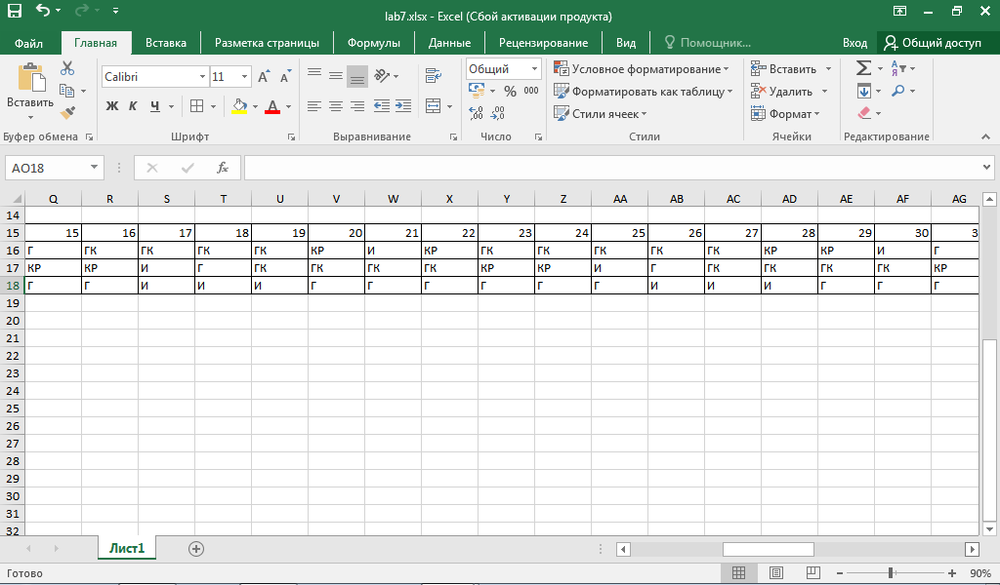 lab7.xlsx - Excel (Сбой активации продукта)
Файл Главная Вставка Разметка страницы Формулы Данные Рецензирование Вид Помощник... Вход Общий доступ
Calibri 11 Общий Условное форматирование Вставить
Вставить Ж К Ч % 000 Форматировать как таблицу Удалить
Стили ячеек Формат
Буфер обмена Шрифт Выравнивание Число Стили Ячейки Редактирование
AO18 fx
Q R S T U V W X Y Z AA AB AC AD AE AF AG
14
15 15 16 17 18 19 20 21 22 23 24 25 26 27 28 29 30 3
16 Г ГК ГК ГК ГК КР И КР ГК ГК ГК ГК ГК КР КР И Г
17 КР КР И Г ГК ГК ГК ГК КР КР И Г ГК ГК ГК ГК КР
18 Г Г И И И Г Г Г Г Г Г И И И Г Г Г
19
20
21
22
23
24
25
26
27
28
29
30
31
32
Лист1
Готово 90%